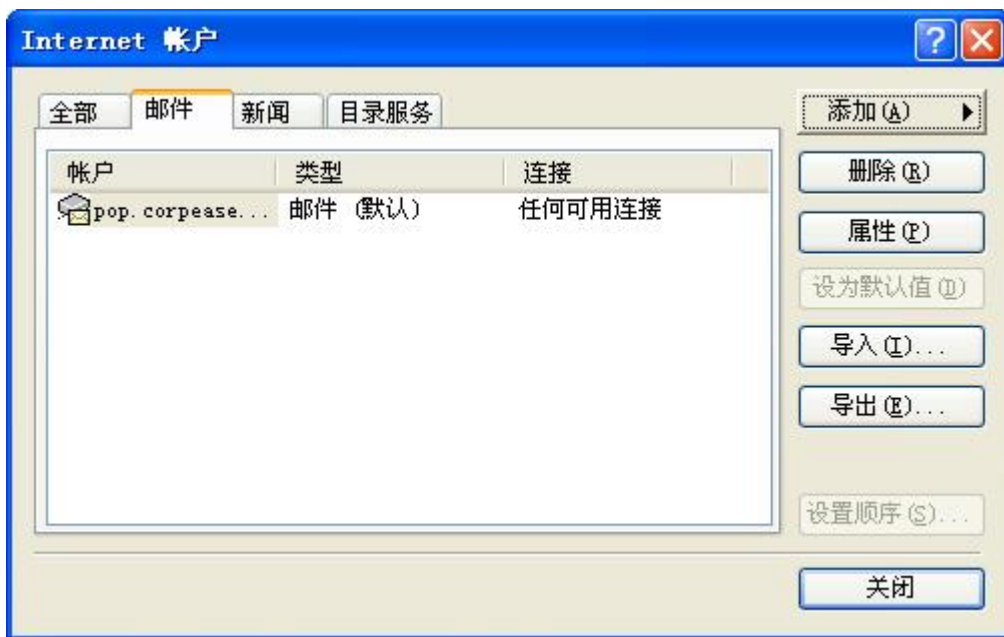 Internet 帐户
全部 邮件 新闻 目录服务
帐户 类型 连接
pop.corpease... 邮件 (默认) 任何可用连接
添加(A)
删除(R)
属性(P)
设为默认值(D)
导入(I)...
导出(E)...
设置顺序(S)...
关闭